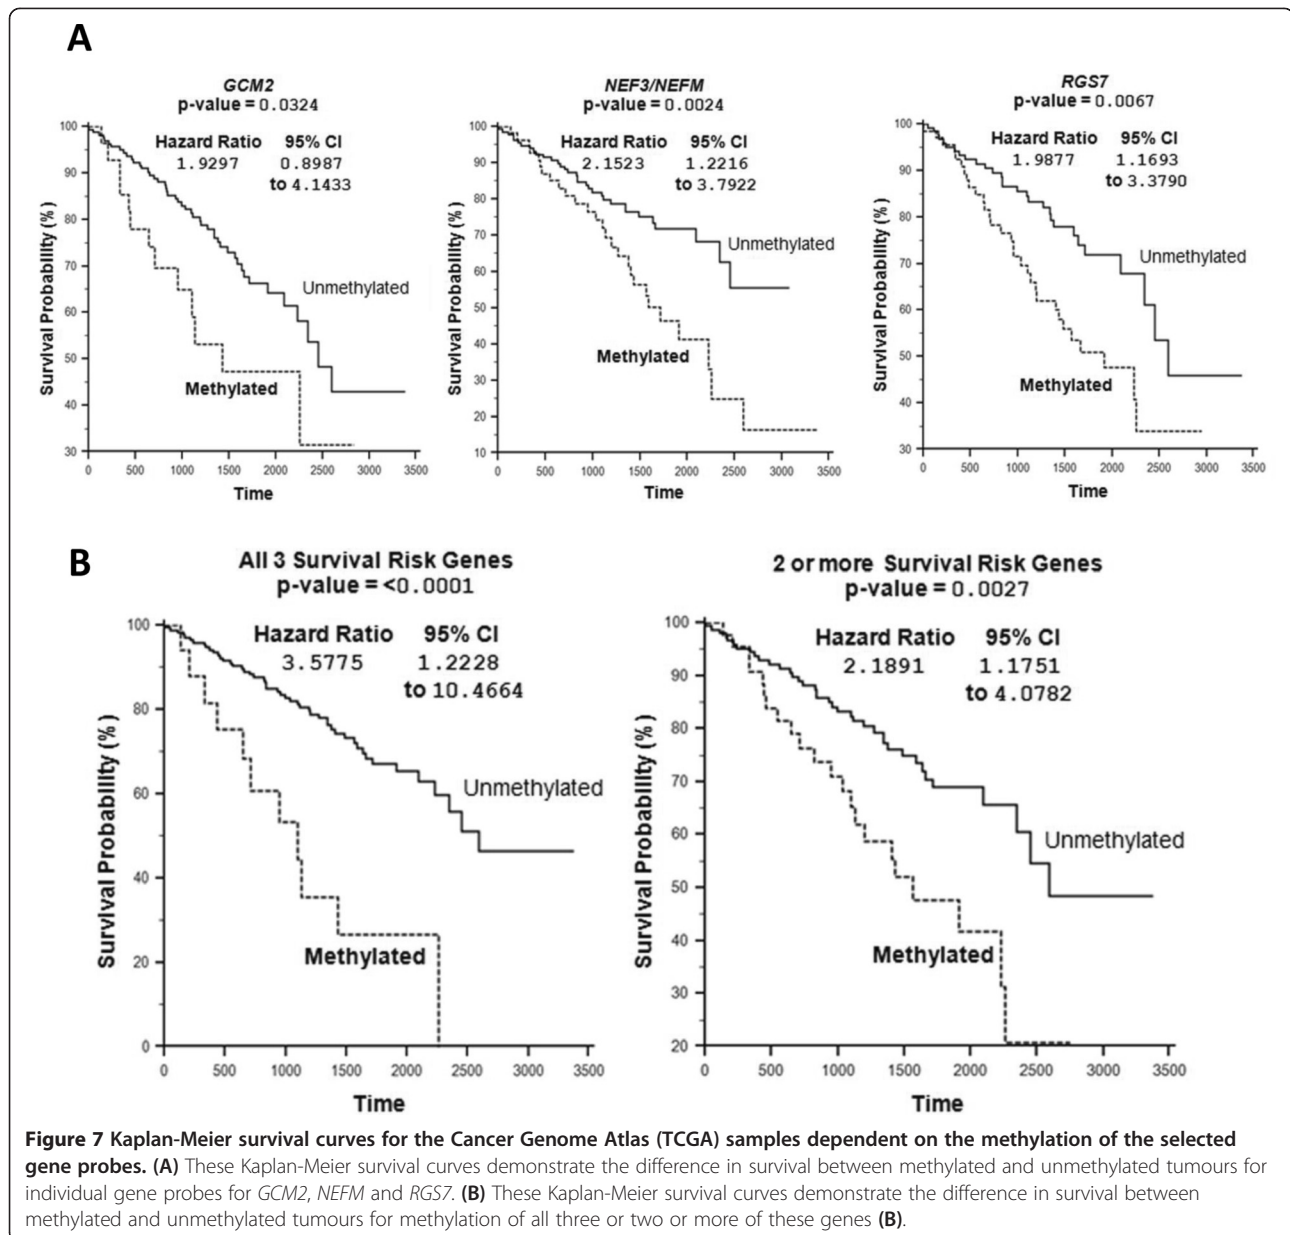 A
GCM2
p-value = 0.0324
Hazard Ratio 95% CI
1.9297 0.8987
to 4.1433
Survival Probability (%)
100
90
80
70
60
50
40
30
Unmethylated
Methylated
0 500 1000 1500 2000 2500 3000 3500
Time
NEF3/NEFM
p-value = 0.0024
Hazard Ratio 95% CI
2.1523 1.2216
to 3.7922
Survival Probability (%)
100
90
80
70
60
50
40
30
20
10
Unmethylated
Methylated
0 500 1000 1500 2000 2500 3000 3500
Time
RGS7
p-value = 0.0067
Hazard Ratio 95% CI
1.9877 1.1693
to 3.3790
Survival Probability (%)
100
90
80
70
60
50
40
30
Unmethylated
Methylated
0 500 1000 1500 2000 2500 3000 3500
Time
B
All 3 Survival Risk Genes
p-value = <0.0001
Hazard Ratio 95% CI
3.5775 1.2228
to 10.4664
Survival Probability (%)
100
80
60
40
20
0
Unmethylated
Methylated
0 500 1000 1500 2000 2500 3000 3500
Time
2 or more Survival Risk Genes
p-value = 0.0027
Hazard Ratio 95% CI
2.1891 1.1751
to 4.0782
Survival Probability (%)
100
90
80
70
60
50
40
30
20
Unmethylated
Methylated
0 500 1000 1500 2000 2500 3000 3500
Time
Figure 7 Kaplan-Meier survival curves for the Cancer Genome Atlas (TCGA) samples dependent on the methylation of the selected
gene probes. (A) These Kaplan-Meier survival curves demonstrate the difference in survival between methylated and unmethylated tumours for
individual gene probes for GCM2, NEFM and RGS7. (B) These Kaplan-Meier survival curves demonstrate the difference in survival between
methylated and unmethylated tumours for methylation of all three or two or more of these genes (B).